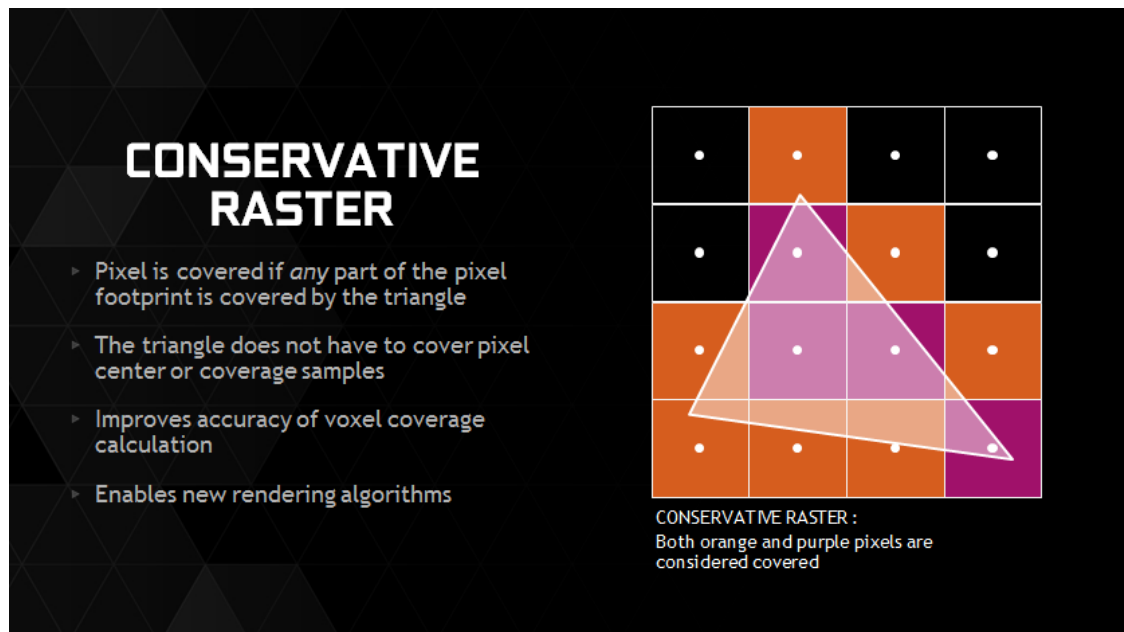 CONSERVATIVE
RASTER
Pixel is covered if any part of the pixel
footprint is covered by the triangle
The triangle does not have to cover pixel
center or coverage samples
Improves accuracy of voxel coverage
calculation
Enables new rendering algorithms
CONSERVATIVE RASTER :
Both orange and purple pixels are
considered covered